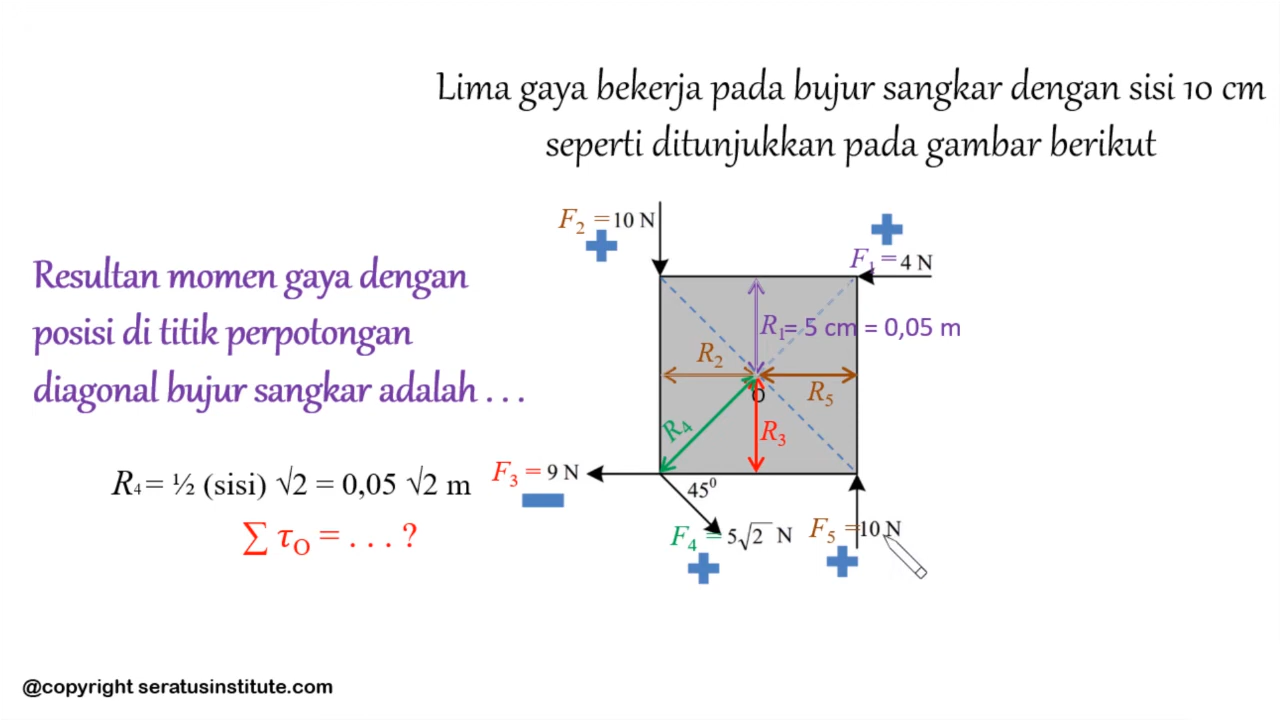 Lima gaya bekerja pada bujur sangkar dengan sisi 10 cm
seperti ditunjukkan pada gambar berikut
F₂ = 10 N
F₁ = 4 N
Resultan momen gaya dengan
posisi di titik perpotongan
diagonal bujur sangkar adalah . . .
R₁ = 5 cm = 0,05 m
R₂
R₅
O
R₄
R₃
R₄ = ½ (sisi) √2 = 0,05 √2 m
F₃ = 9 N
45⁰
∑ τ_O = . . . ?
F₄ = 5√2 N
F₅ = 10 N
@copyright seratusinstitute.com